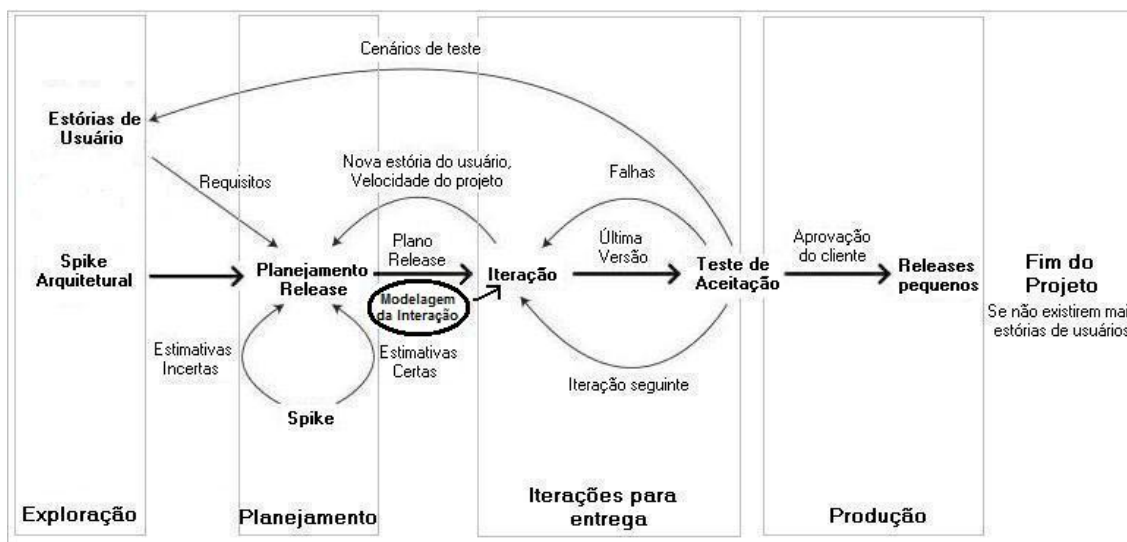 Cenários de teste
Estórias de
Usuário
Requisitos
Nova estória do usuário,
Velocidade do projeto
Falhas
Spike
Arquitetural
Planejamento
Release
Plano
Release
Modelagem
da Interação
Iteração
Última
Versão
Teste de
Aceitação
Aprovação
do cliente
Releases
pequenos
Fim do
Projeto
Se não existirem mai
estórias de usuários
Estimativas
Incertas
Estimativas
Certas
Spike
Iteração seguinte
Exploração
Planejamento
Iterações para
entrega
Produção